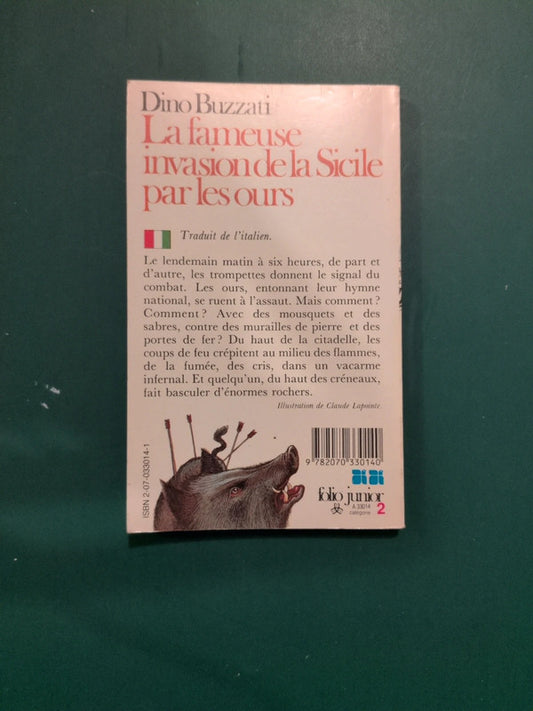 Dino Buzzati
La fameuse
invasion de la Sicile
par les ours
Traduit de l'italien.
Le lendemain matin à six heures, de part et
d'autre, les trompettes donnent le signal du
combat. Les ours, entonnant leur hymne
national, se ruent à l'assaut. Mais comment ?
Comment ? Avec des mousquets et des
sabres, contre des murailles de pierre et des
portes de fer ? Du haut de la citadelle, les
coups de feu crépitent au milieu des flammes,
de la fumée, des cris, dans un vacarme
infernal. Et quelqu'un, du haut des créneaux,
fait basculer d'énormes rochers.
Illustration de Claude Lapointe
9 782070 330140
folio junior
A 33014
catégorie 2
ISBN 2-07-033014-1